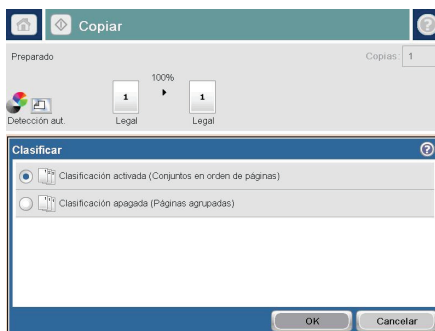 Copiar
Preparado
Copias: 1
100%
1
1
Detección aut.
Legal
Legal
Clasificar
Clasificación activada (Conjuntos en orden de páginas)
Clasificación apagada (Páginas agrupadas)
OK
Cancelar